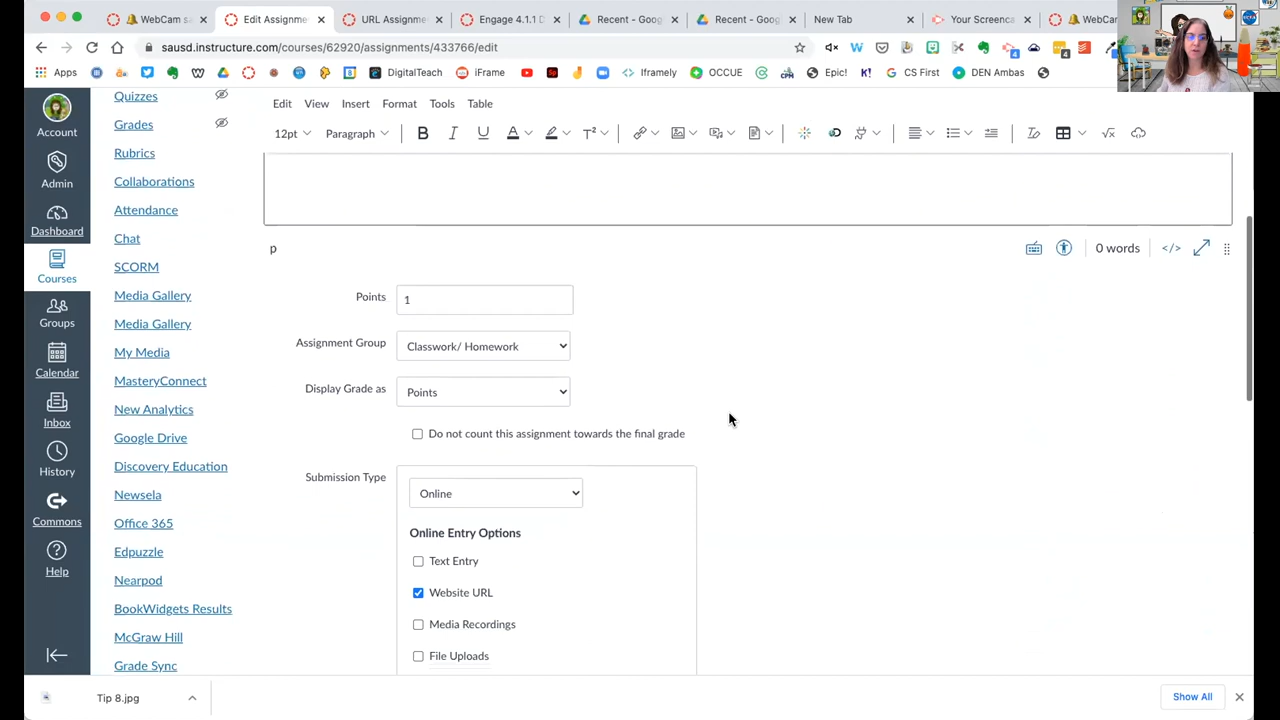 WebCam s
Edit Assignme
URL Assignme
Engage 4.1.1 D
Recent - Goog
Recent - Goog
New Tab
Your Screenca
WebCam
sausd.instructure.com/courses/62920/assignments/433766/edit
Apps
DigitalTeach
iFrame
Iframely
OCCUE
Epic!
CS First
DEN Ambas
Account
Admin
Dashboard
Courses
Groups
Calendar
Inbox
History
Commons
Help
Quizzes
Grades
Rubrics
Collaborations
Attendance
Chat
SCORM
Media Gallery
Media Gallery
My Media
MasteryConnect
New Analytics
Google Drive
Discovery Education
Newsela
Office 365
Edpuzzle
Nearpod
BookWidgets Results
McGraw Hill
Grade Sync
Edit View Insert Format Tools Table
12pt Paragraph B I U A T²
p
0 words </>
Points 1
Assignment Group Classwork/ Homework
Display Grade as Points
Do not count this assignment towards the final grade
Submission Type
Online
Online Entry Options
Text Entry
Website URL
Media Recordings
File Uploads
Tip 8.jpg
Show All